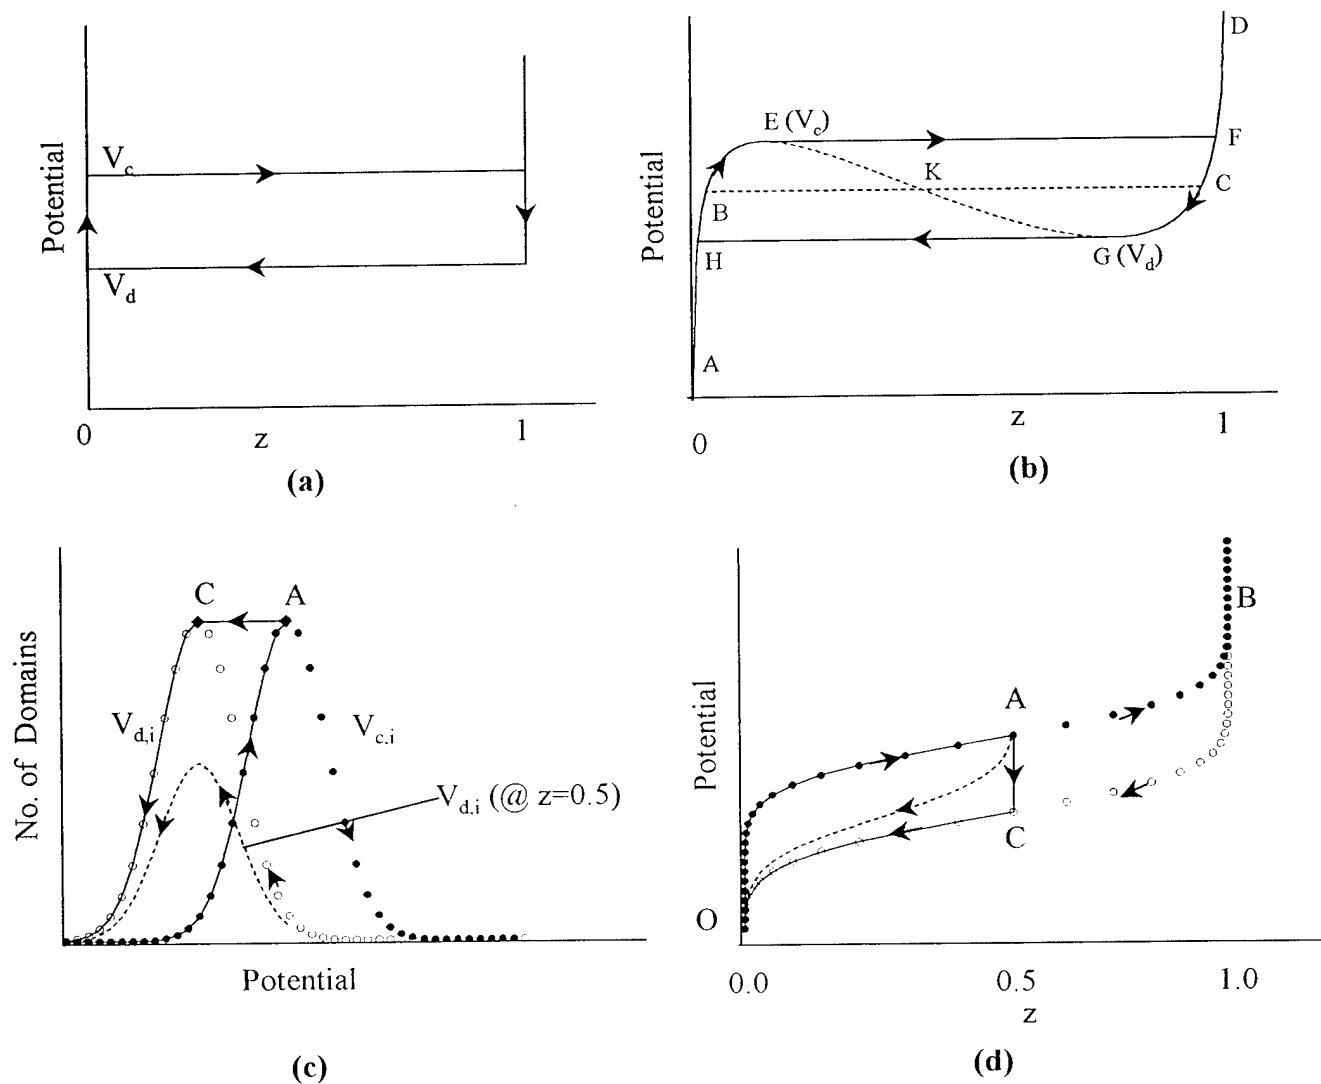 Potential
V_c
V_d
0
z
1
(a)
Potential
D
E (V_c)
F
K
C
B
H
G (V_d)
A
0
z
1
(b)
No. of Domains
C
A
V_d,i
V_c,i
V_d,i (@ z=0.5)
Potential
(c)
Potential
B
A
C
O
0.0
0.5
1.0
z
(d)